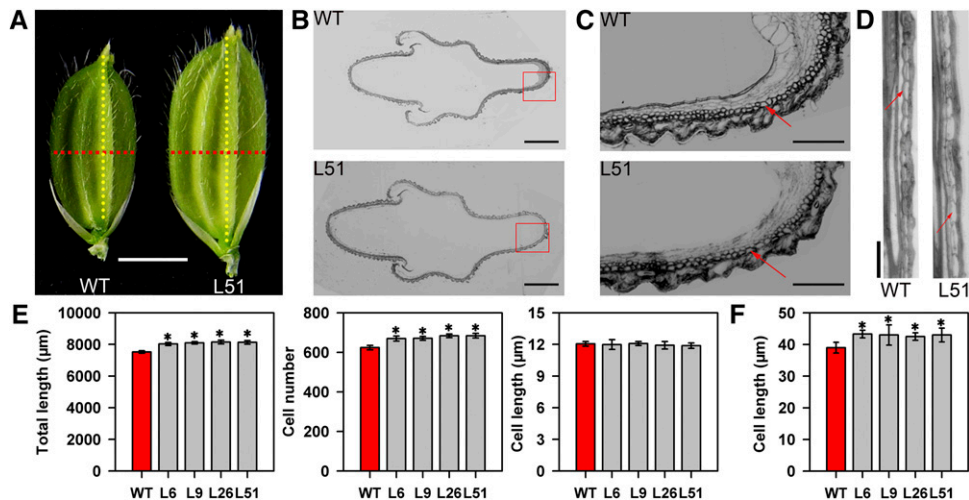 A
WT
L51
B
WT
L51
C
WT
L51
D
WT
L51
E
Total length (μm)
10000
8000
6000
4000
2000
0
WT L6 L9 L26 L51
* * * *
Cell number
800
600
400
200
0
WT L6 L9 L26 L51
* * * *
Cell length (μm)
15
12
9
6
3
0
WT L6 L9 L26 L51
F
Cell length (μm)
50
40
30
20
10
0
WT L6 L9 L26 L51
* * * *